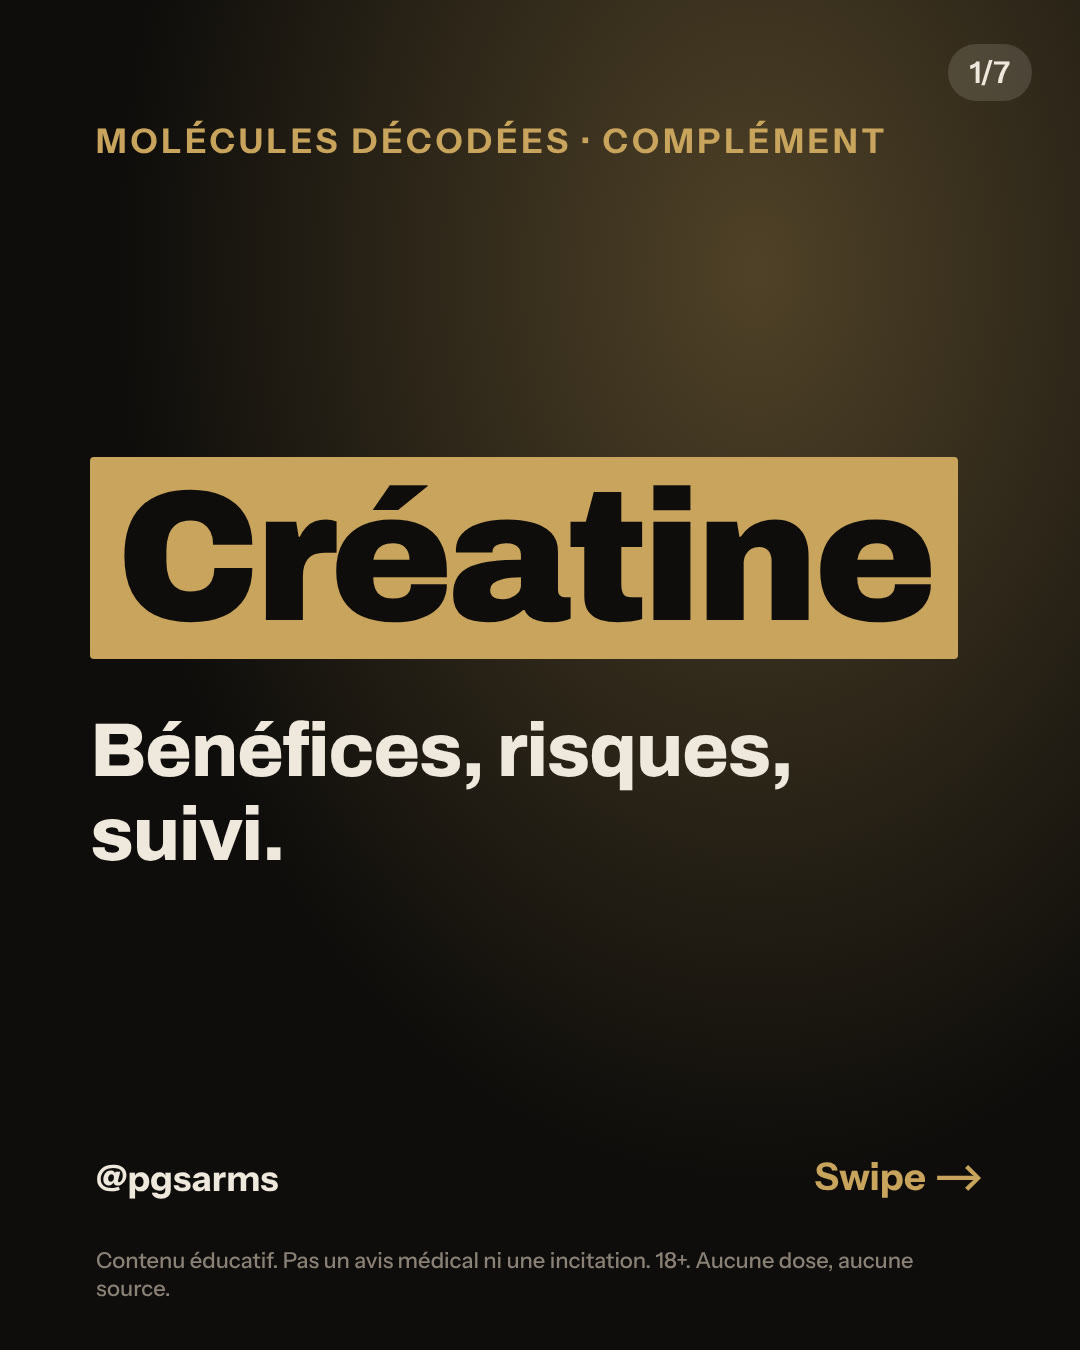 1/7
MOLÉCULES DÉCODÉES · COMPLÉMENT
Créatine
Bénéfices, risques,
suivi.
@pgsarms
Swipe →
Contenu éducatif. Pas un avis médical ni une incitation. 18+. Aucune dose, aucune
source.